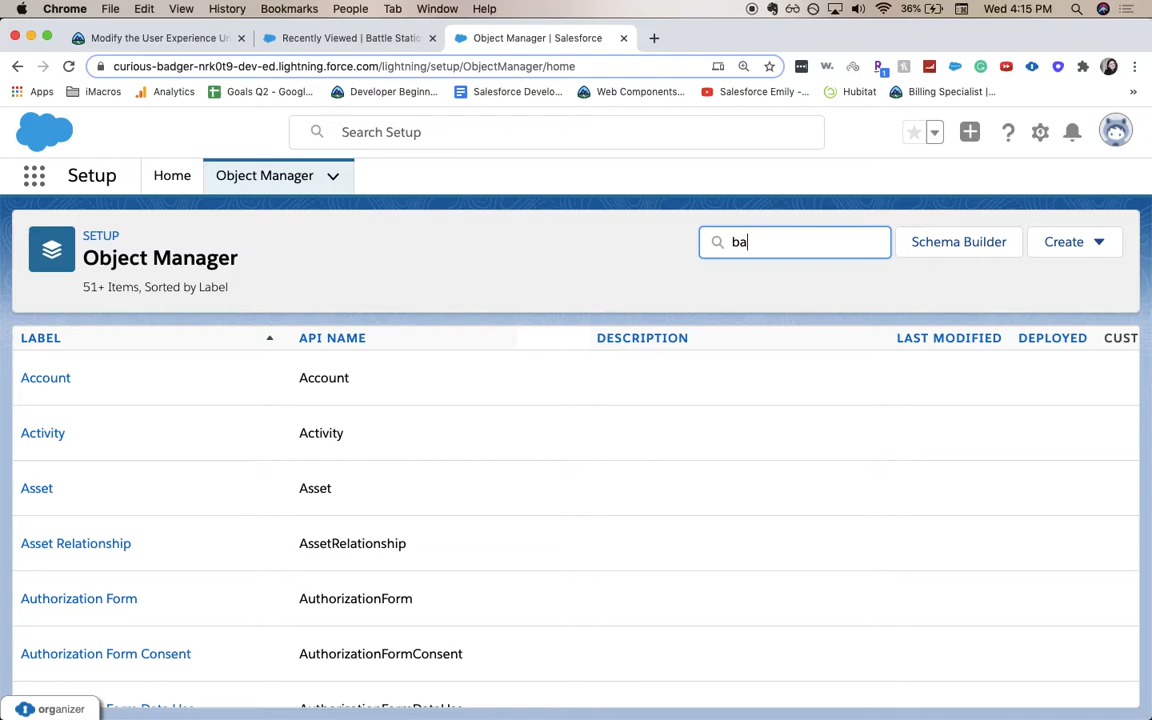 Chrome File Edit View History Bookmarks People Tab Window Help 36% Wed 4:15 PM
Modify the User Experience Ur Recently Viewed | Battle Statio Object Manager | Salesforce
curious-badger-nrk0t9-dev-ed.lightning.force.com/lightning/setup/ObjectManager/home
Apps iMacros Analytics Goals Q2 - Googl... Developer Beginn... Salesforce Develo... Web Components... Salesforce Emily -... Hubitat Billing Specialist |... »
Search Setup
Setup Home Object Manager
SETUP
Object Manager
51+ Items, Sorted by Label
ba
Schema Builder
Create
LABEL API NAME DESCRIPTION LAST MODIFIED DEPLOYED CUST
Account Account
Activity Activity
Asset Asset
Asset Relationship AssetRelationship
Authorization Form AuthorizationForm
Authorization Form Consent AuthorizationFormConsent
organizer